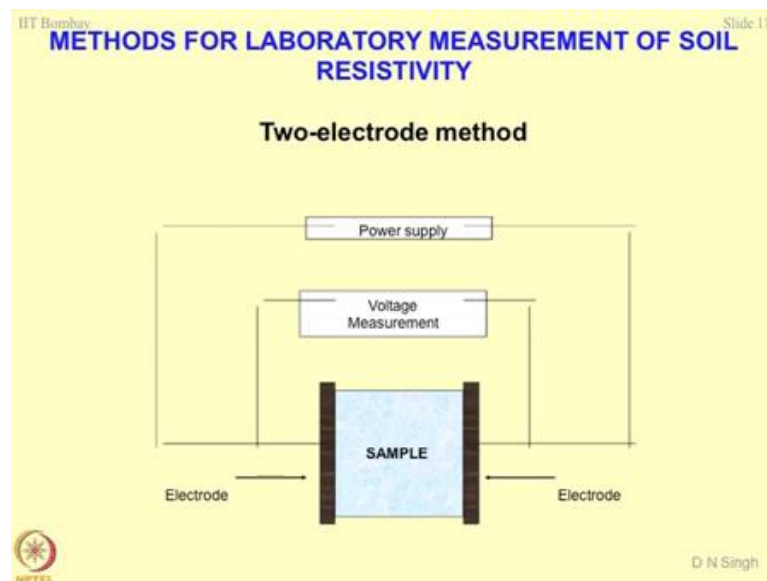 IIT Bombay
Slide 11
METHODS FOR LABORATORY MEASUREMENT OF SOIL
RESISTIVITY
Two-electrode method
Power supply
Voltage
Measurement
SAMPLE
Electrode
Electrode
NPTEL
D N Singh